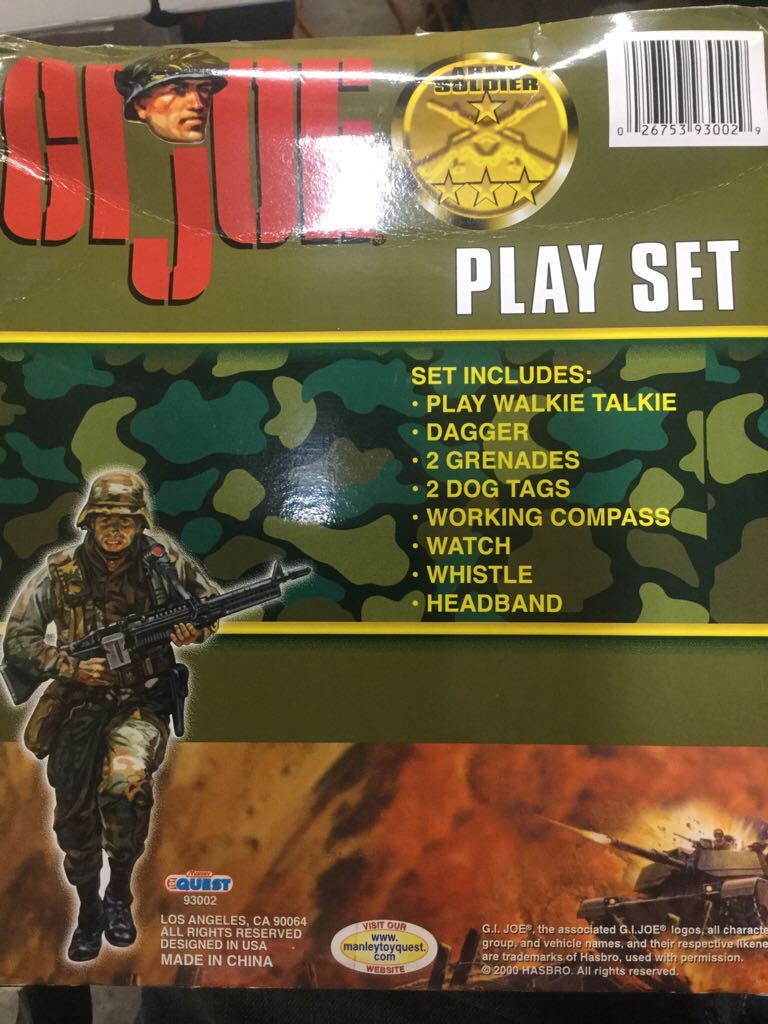 GI JOE
ARMY
SOLDIER
0 26753 93002 9
PLAY SET
SET INCLUDES:
• PLAY WALKIE TALKIE
• DAGGER
• 2 GRENADES
• 2 DOG TAGS
• WORKING COMPASS
• WATCH
• WHISTLE
• HEADBAND
QUEST
93002
LOS ANGELES, CA 90064
ALL RIGHTS RESERVED
DESIGNED IN USA
MADE IN CHINA
VISIT OUR
www.
manleytoyquest.
com
WEBSITE
G.I. JOE®, the associated G.I.JOE® logos, all characte
group, and vehicle names, and their respective likene
are trademarks of Hasbro, used with permission.
© 2000 HASBRO. All rights reserved.